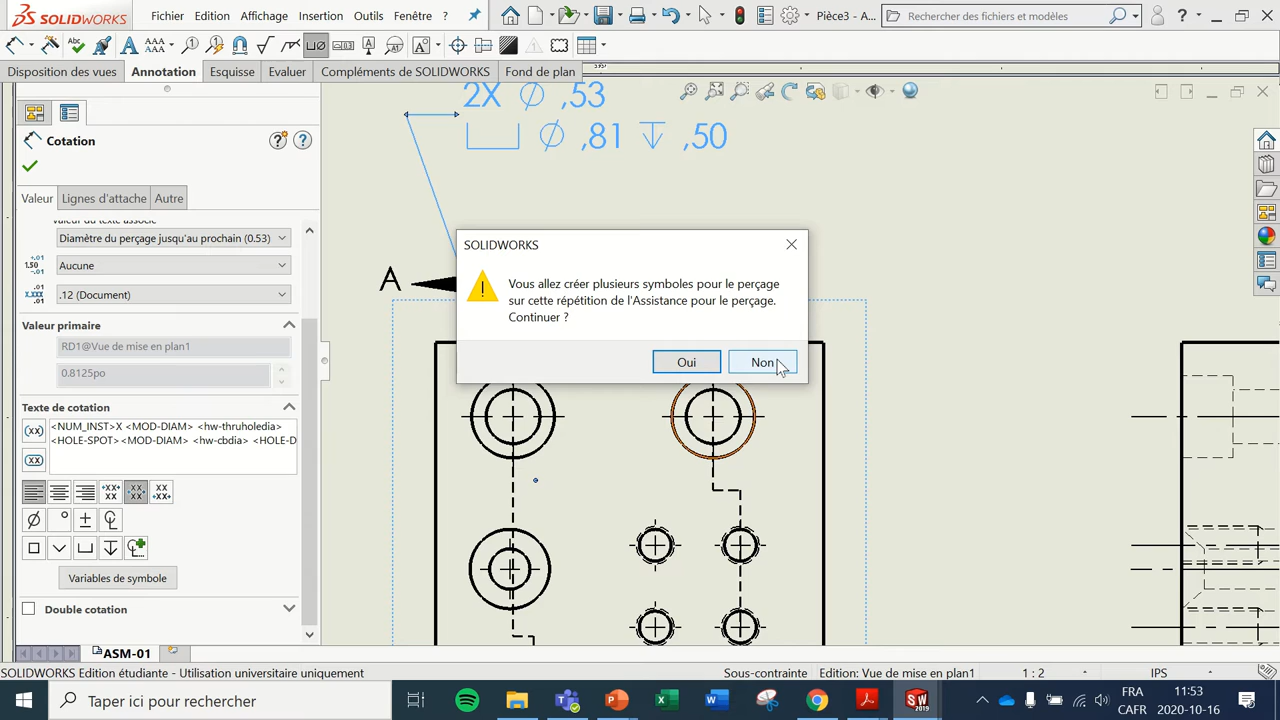 SOLIDWORKS
Fichier Edition Affichage Insertion Outils Fenêtre
Pièce3 - A...
Rechercher des fichiers et modèles
Disposition des vues Annotation Esquisse Evaluer Compléments de SOLIDWORKS Fond de plan
Cotation
Valeur Lignes d'attache Autre
Valeur du texte associé
Diamètre du perçage jusqu'au prochain (0.53)
Aucune
.12 (Document)
Valeur primaire
RD1@Vue de mise en plan1
0.8125po
Texte de cotation
<NUM_INST>X <MOD-DIAM> <hw-thruholedia>
<HOLE-SPOT><MOD-DIAM> <hw-cbdia> <HOLE-D
Variables de symbole
Double cotation
2X ∅ ,53
⌴ ∅ ,81 ↧ ,50
A
SOLIDWORKS
Vous allez créer plusieurs symboles pour le perçage
sur cette répétition de l'Assistance pour le perçage.
Continuer ?
Oui Non
ASM-01
SOLIDWORKS Edition étudiante - Utilisation universitaire uniquement
Sous-contrainte Edition: Vue de mise en plan1 1 : 2 IPS
Taper ici pour rechercher
FRA
CAFR
11:53
2020-10-16